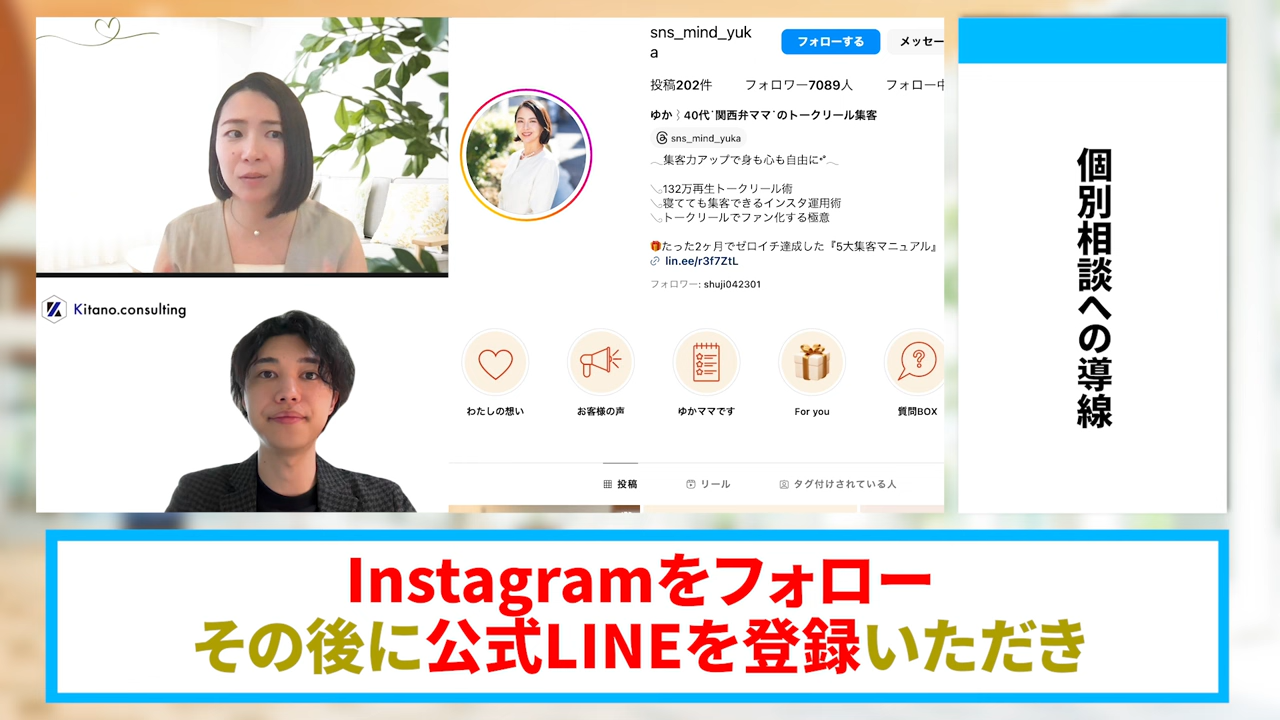 Kitano.consulting
sns_mind_yuk
a
フォローする
メッセー
投稿202件
フォロワー7089人
フォロー中
ゆか⌇40代˙関西弁ママ˙のトークリール集客
sns_mind_yuka
︵集客力アップで身も心も自由に︵
﹨132万再生トークリール術
﹨寝てても集客できるインスタ運用術
﹨トークリールでファン化する極意
🎁たった2ヶ月でゼロイチ達成した『5大集客マニュアル』
lin.ee/r3f7ZtL
フォロワー: shuji042301
わたしの想い
お客様の声
ゆかママです
For you
質問BOX
投稿
リール
タグ付けされている人
個別相談への導線
Instagramをフォロー
その後に公式LINEを登録いただき